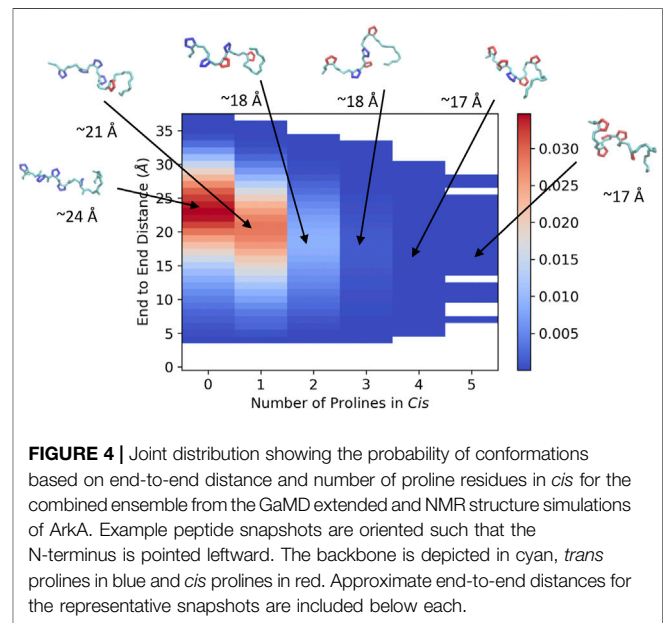 ~18 Å
~18 Å
~17 Å
~21 Å
~24 Å
~17 Å
End to End Distance (Å)
35
30
25
20
15
10
5
0
0 1 2 3 4 5
Number of Prolines in Cis
0.030
0.025
0.020
0.015
0.010
0.005
FIGURE 4 | Joint distribution showing the probability of conformations
based on end-to-end distance and number of proline residues in cis for the
combined ensemble from the GaMD extended and NMR structure simulations
of ArkA. Example peptide snapshots are oriented such that the
N-terminus is pointed leftward. The backbone is depicted in cyan, trans
prolines in blue and cis prolines in red. Approximate end-to-end distances for
the representative snapshots are included below each.